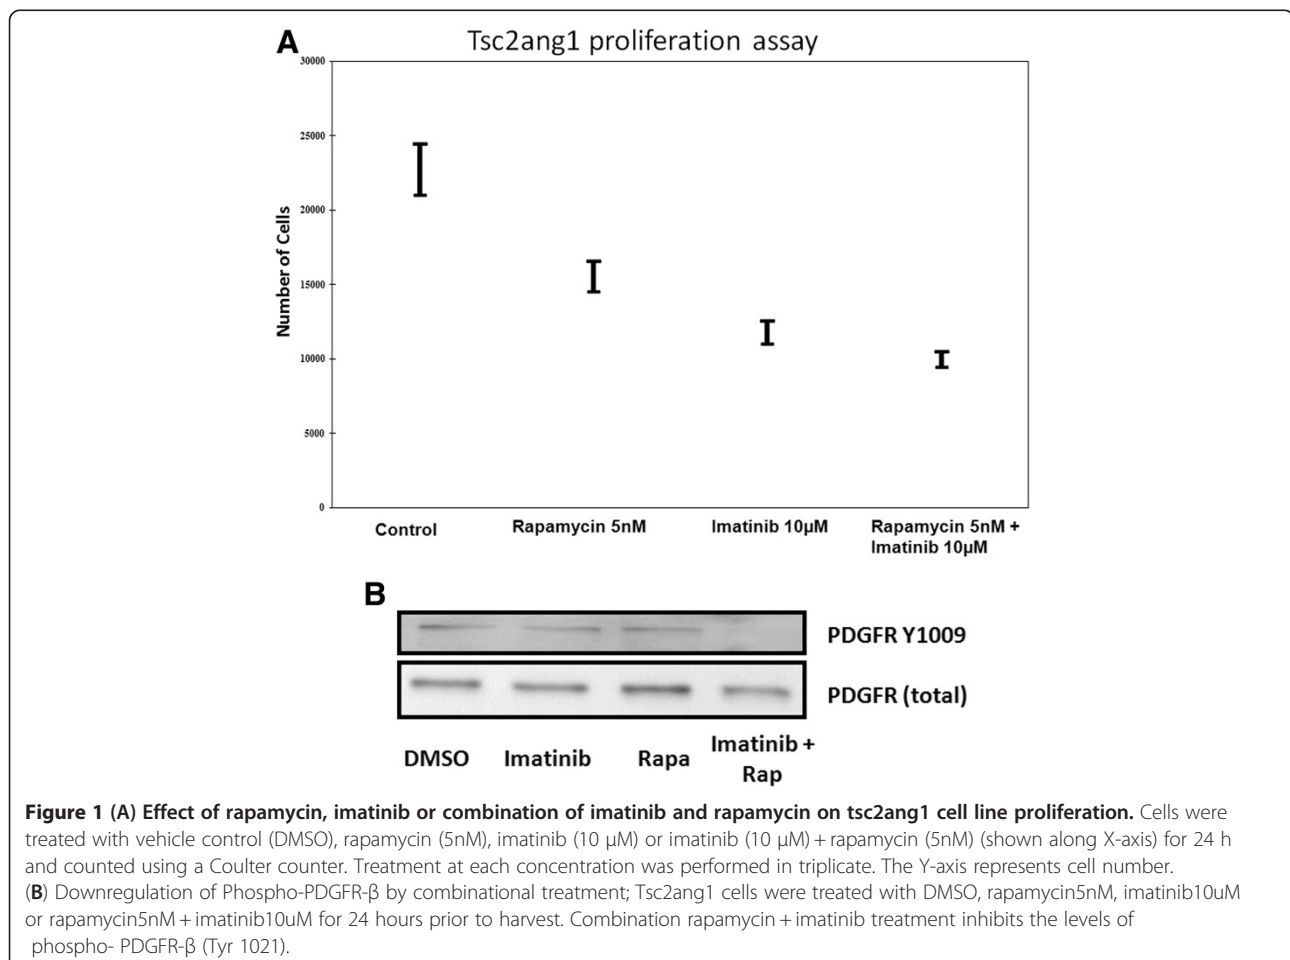 A
Tsc2ang1 proliferation assay
30000
25000
20000
15000
10000
5000
0
Number of Cells
Control
Rapamycin 5nM
Imatinib 10µM
Rapamycin 5nM +
Imatinib 10µM
B
PDGFR Y1009
PDGFR (total)
DMSO
Imatinib
Rapa
Imatinib +
Rap
Figure 1 (A) Effect of rapamycin, imatinib or combination of imatinib and rapamycin on tsc2ang1 cell line proliferation. Cells were
treated with vehicle control (DMSO), rapamycin (5nM), imatinib (10 μM) or imatinib (10 μM) + rapamycin (5nM) (shown along X-axis) for 24 h
and counted using a Coulter counter. Treatment at each concentration was performed in triplicate. The Y-axis represents cell number.
(B) Downregulation of Phospho-PDGFR-β by combinational treatment; Tsc2ang1 cells were treated with DMSO, rapamycin5nM, imatinib10uM
or rapamycin5nM + imatinib10uM for 24 hours prior to harvest. Combination rapamycin + imatinib treatment inhibits the levels of
phospho- PDGFR-β (Tyr 1021).